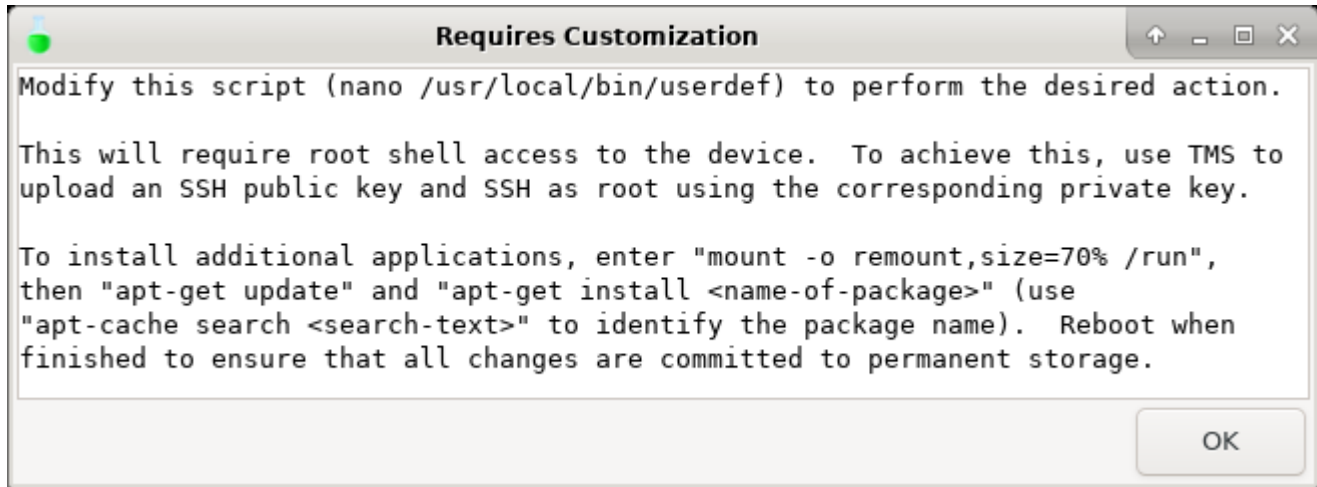 Requires Customization
Modify this script (nano /usr/local/bin/userdef) to perform the desired action.
This will require root shell access to the device.  To achieve this, use TMS to
upload an SSH public key and SSH as root using the corresponding private key.
To install additional applications, enter "mount -o remount,size=70% /run",
then "apt-get update" and "apt-get install <name-of-package>" (use
"apt-cache search <search-text>" to identify the package name).  Reboot when
finished to ensure that all changes are committed to permanent storage.
OK